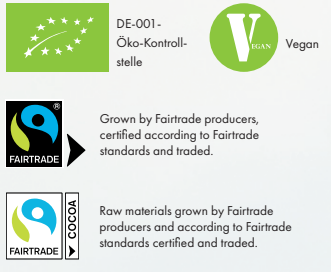 DE-001-
Öko-Kontroll-
stelle
VEGAN
Vegan
®
FAIRTRADE
Grown by Fairtrade producers,
certified according to Fairtrade
standards and traded.
FAIRTRADE
COCOA
Raw materials grown by Fairtrade
producers and according to Fairtrade
standards certified and traded.